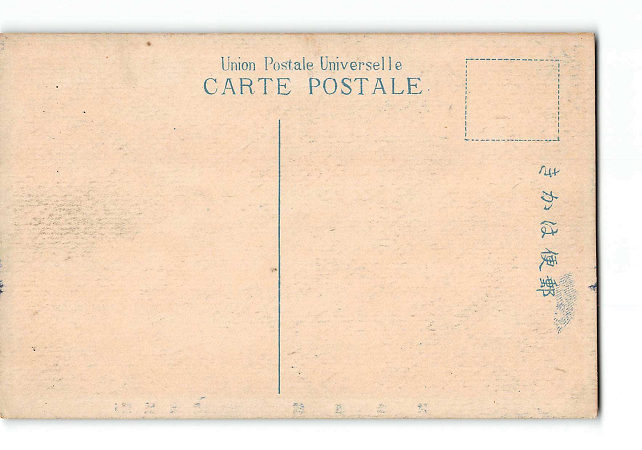 Union Postale Universelle
CARTE POSTALE
きかは便郵